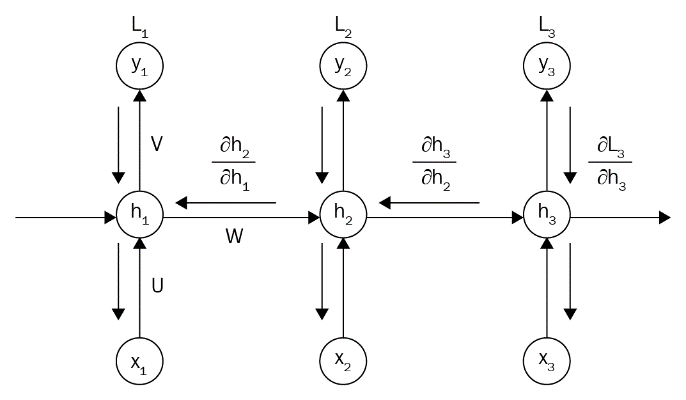 L₁ L₂ L₃
y₁ y₂ y₃
V ∂h₂/∂h₁ ∂h₃/∂h₂ ∂L₃/∂h₃
h₁ h₂ h₃
W
U
x₁ x₂ x₃